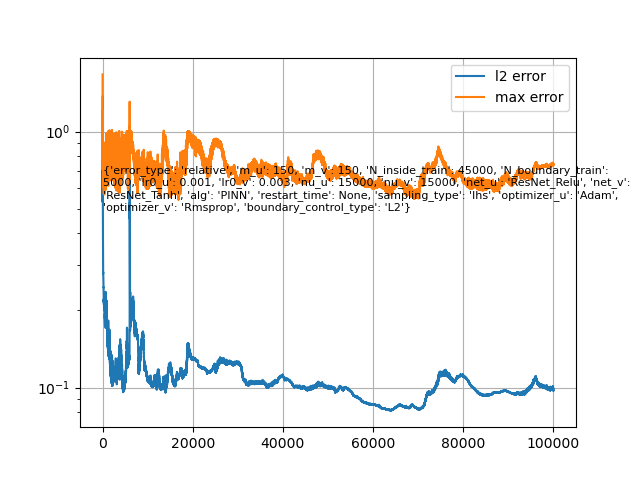 l2 error
max error
10⁰
{'error_type': 'relative', 'm_u': 150, 'm_v': 150, 'N_inside_train': 45000, 'N_boundary_train':
5000, 'lr0_u': 0.001, 'lr0_v': 0.003, 'nu_u': 15000, 'nu_v': 15000, 'net_u': 'ResNet_Relu', 'net_v':
'ResNet_Tanh', 'alg': 'PINN', 'restart_time': None, 'sampling_type': 'lhs', 'optimizer_u': 'Adam',
'optimizer_v': 'Rmsprop', 'boundary_control_type': 'L2'}
10⁻¹
0 20000 40000 60000 80000 100000